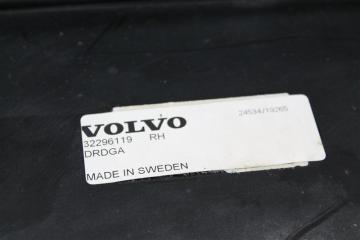 24534/19265
VOLVO
32296119 RH
DRDGA
MADE IN SWEDEN